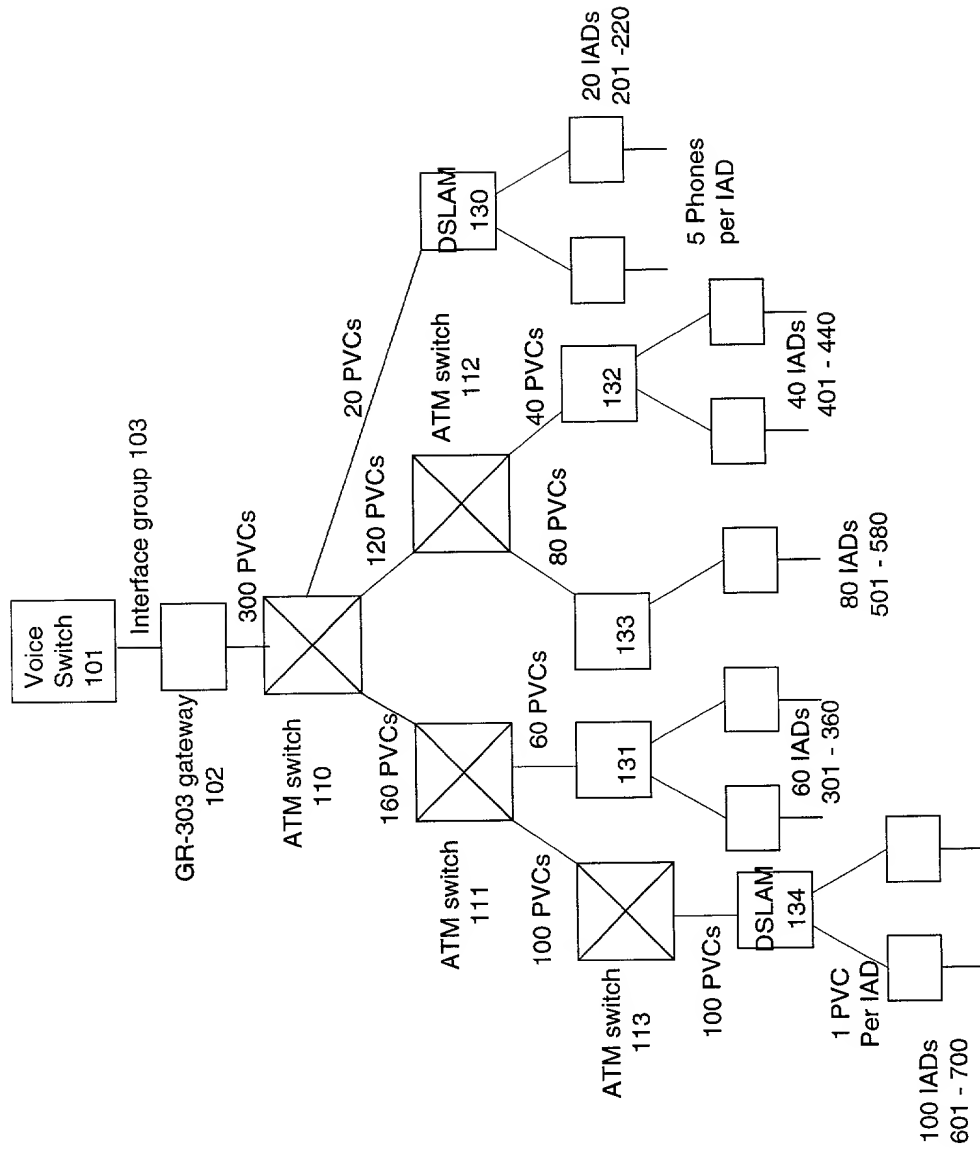 Voice
Switch
101
Interface group 103
GR-303 gateway
102
300 PVCs
ATM switch
110
20 PVCs
DSLAM
130
20 IADs
201 -220
5 Phones
per IAD
160 PVCs
120 PVCs
ATM switch
111
ATM switch
112
100 PVCs
60 PVCs
80 PVCs
40 PVCs
ATM switch
113
131
133
132
100 PVCs
60 IADs
301 - 360
80 IADs
501 - 580
40 IADs
401 - 440
DSLAM
134
1 PVC
Per IAD
100 IADs
601 - 700